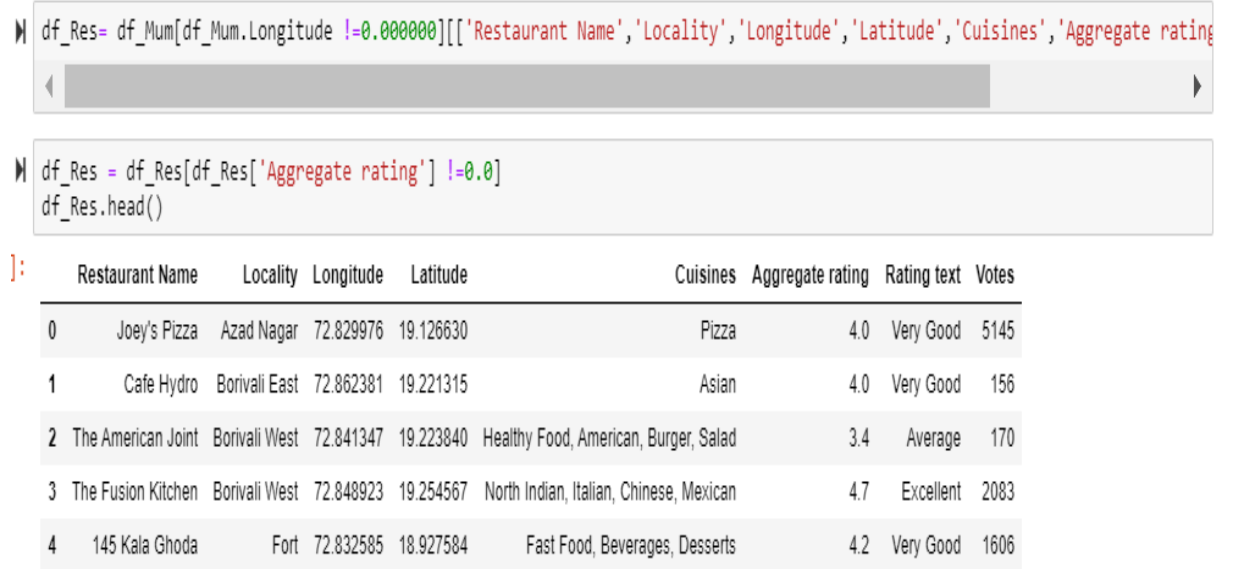 df_Res= df_Mum[df_Mum.Longitude !=0.000000][['Restaurant Name','Locality','Longitude','Latitude','Cuisines','Aggregate rating
df_Res = df_Res[df_Res['Aggregate rating'] !=0.0]
df_Res.head()
]:
Restaurant Name Locality Longitude Latitude Cuisines Aggregate rating Rating text Votes
0 Joey's Pizza Azad Nagar 72.829976 19.126630 Pizza 4.0 Very Good 5145
1 Cafe Hydro Borivali East 72.862381 19.221315 Asian 4.0 Very Good 156
2 The American Joint Borivali West 72.841347 19.223840 Healthy Food, American, Burger, Salad 3.4 Average 170
3 The Fusion Kitchen Borivali West 72.848923 19.254567 North Indian, Italian, Chinese, Mexican 4.7 Excellent 2083
4 145 Kala Ghoda Fort 72.832585 18.927584 Fast Food, Beverages, Desserts 4.2 Very Good 1606